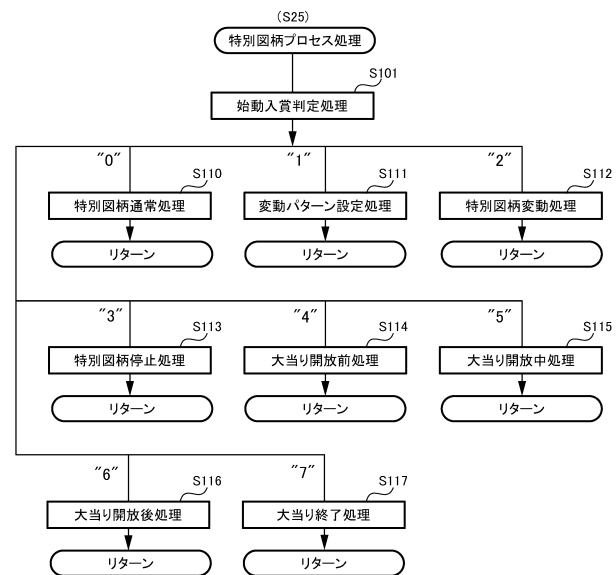 (S25)
特別図柄プロセス処理
S101
始動入賞判定処理
"0"
S110
特別図柄通常処理
リターン
"1"
S111
変動パターン設定処理
リターン
"2"
S112
特別図柄変動処理
リターン
"3"
S113
特別図柄停止処理
リターン
"4"
S114
大当り開放前処理
リターン
"5"
S115
大当り開放中処理
リターン
"6"
S116
大当り開放後処理
リターン
"7"
S117
大当り終了処理
リターン